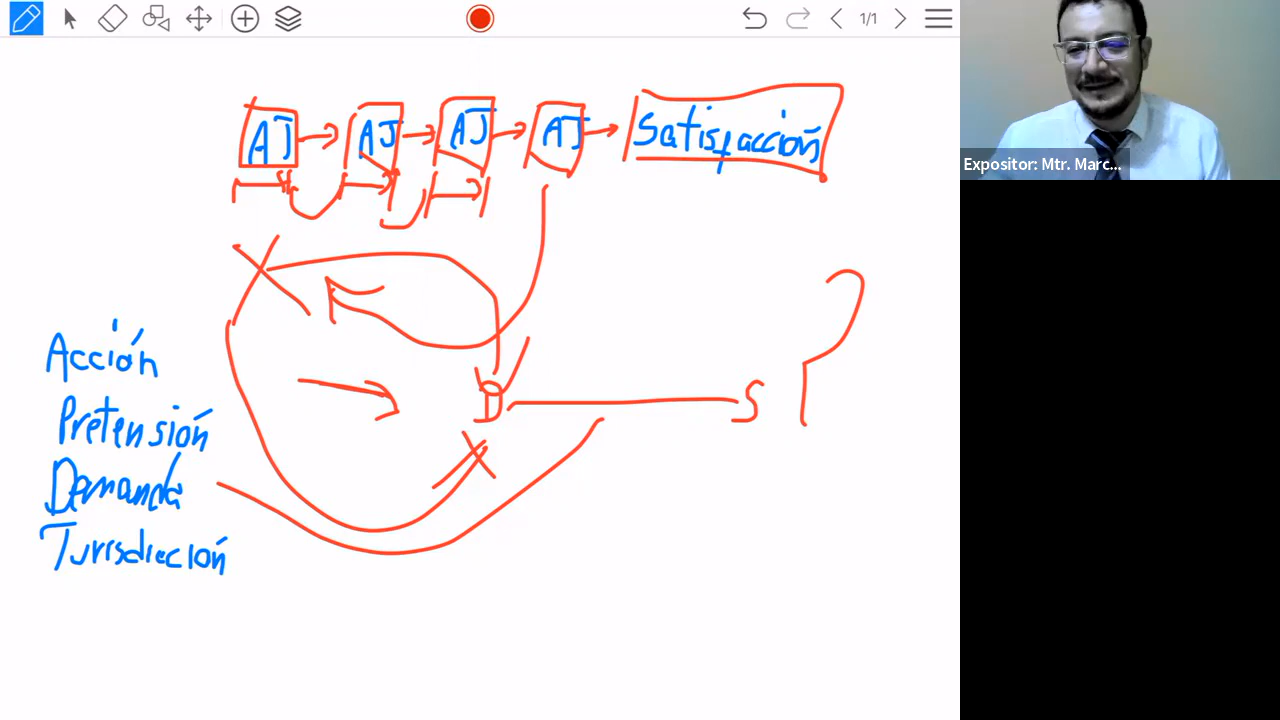 1/1
AJ AJ AJ AJ Satisfacción
Expositor: Mtr. Marc...
Acción
Pretensión
D S ?
Demanda
Jurisdicción